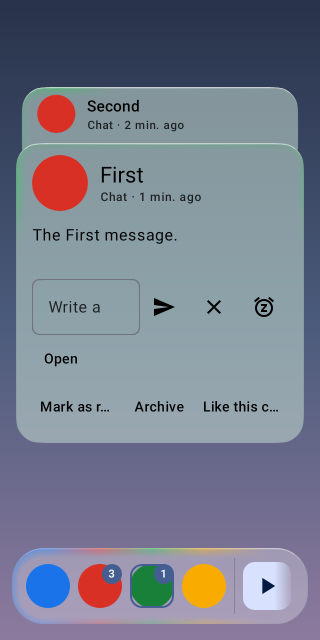 Second
Chat · 2 min. ago
First
Chat · 1 min. ago
The First message.
Write a
Open
Mark as r... Archive Like this c...
3 1